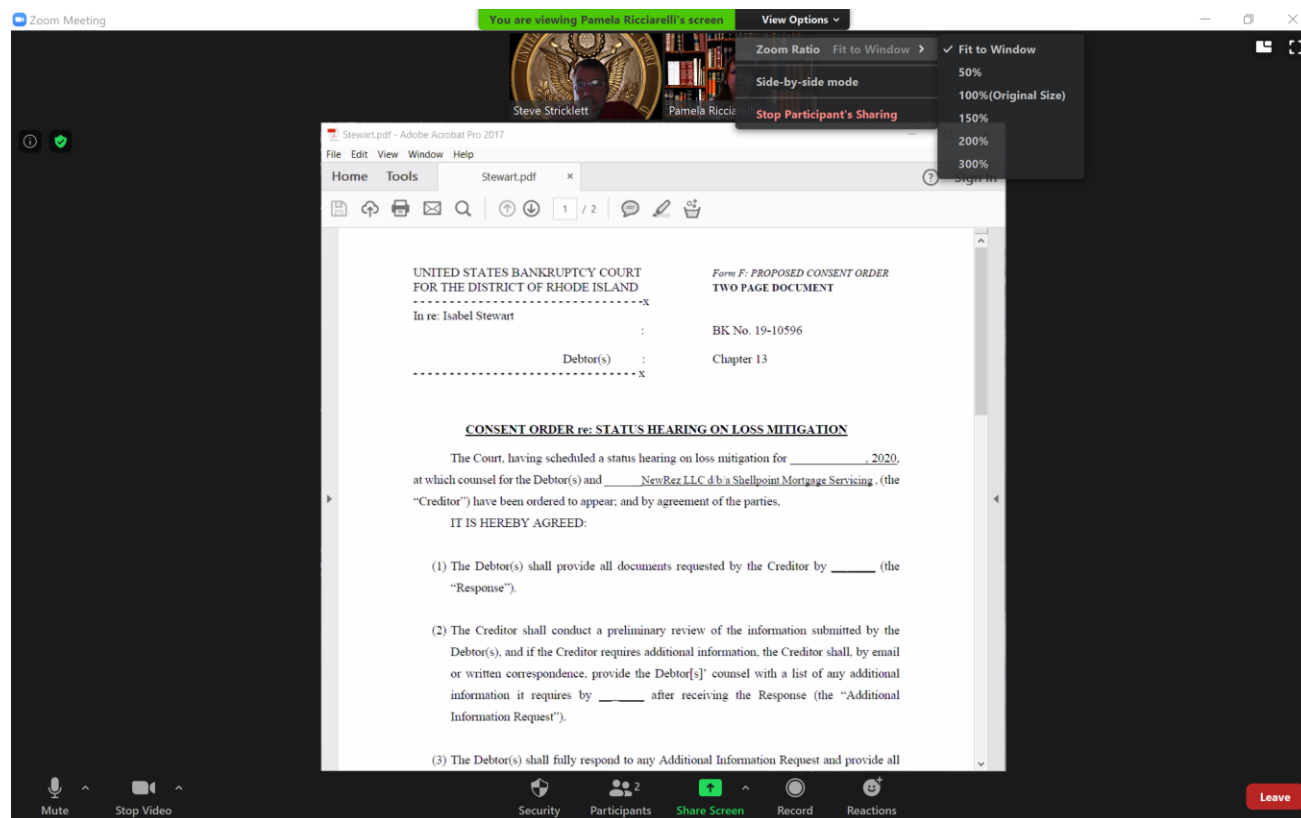 Zoom Meeting
You are viewing Pamela Ricciarelli's screen
View Options
Zoom Ratio Fit to Window
Fit to Window
50%
100%(Original Size)
150%
200%
300%
Side-by-side mode
Stop Participant's Sharing
Steve Stricklett
Pamela Riccia
Stewart.pdf - Adobe Acrobat Pro 2017
File Edit View Window Help
Home Tools Stewart.pdf × Sign In
1 / 2
UNITED STATES BANKRUPTCY COURT
FOR THE DISTRICT OF RHODE ISLAND
- - - - - - - - - - - - - - - - - - - - - - - - - - - - - - - -x
In re: Isabel Stewart
:
Debtor(s) :
- - - - - - - - - - - - - - - - - - - - - - - - - - - - - - - x
Form F: PROPOSED CONSENT ORDER
TWO PAGE DOCUMENT
BK No. 19-10596
Chapter 13
CONSENT ORDER re: STATUS HEARING ON LOSS MITIGATION
The Court, having scheduled a status hearing on loss mitigation for __________, 2020,
at which counsel for the Debtor(s) and _____NewRez LLC d/b/a Shellpoint Mortgage Servicing, (the
“Creditor”) have been ordered to appear; and by agreement of the parties,
IT IS HEREBY AGREED:
(1) The Debtor(s) shall provide all documents requested by the Creditor by ______ (the
“Response”).
(2) The Creditor shall conduct a preliminary review of the information submitted by the
Debtor(s), and if the Creditor requires additional information, the Creditor shall, by email
or written correspondence, provide the Debtor[s]’ counsel with a list of any additional
information it requires by ______ after receiving the Response (the “Additional
Information Request”).
(3) The Debtor(s) shall fully respond to any Additional Information Request and provide all
Mute
Stop Video
Security
Participants 2
Share Screen
Record
Reactions
Leave